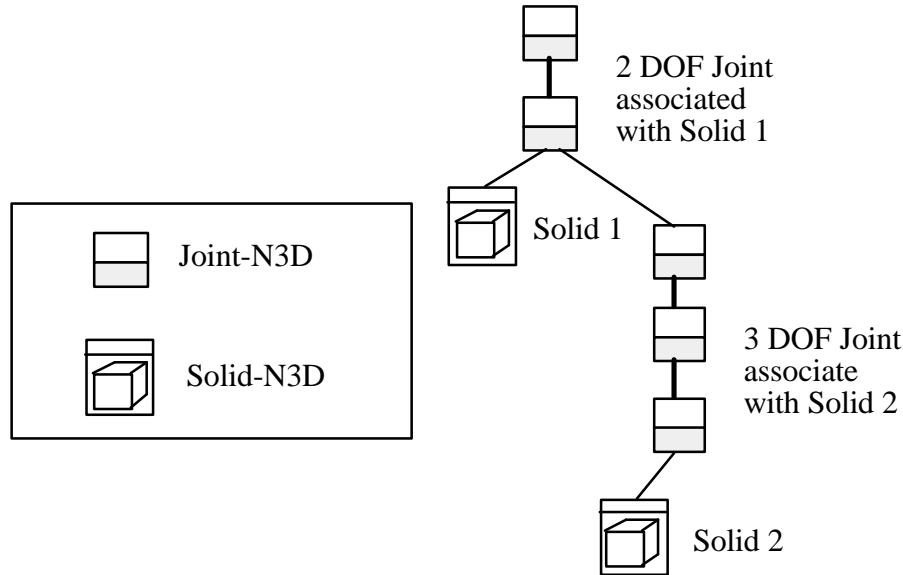 2 DOF Joint
associated
with Solid 1
Solid 1
Joint-N3D
Solid-N3D
3 DOF Joint
associate
with Solid 2
Solid 2